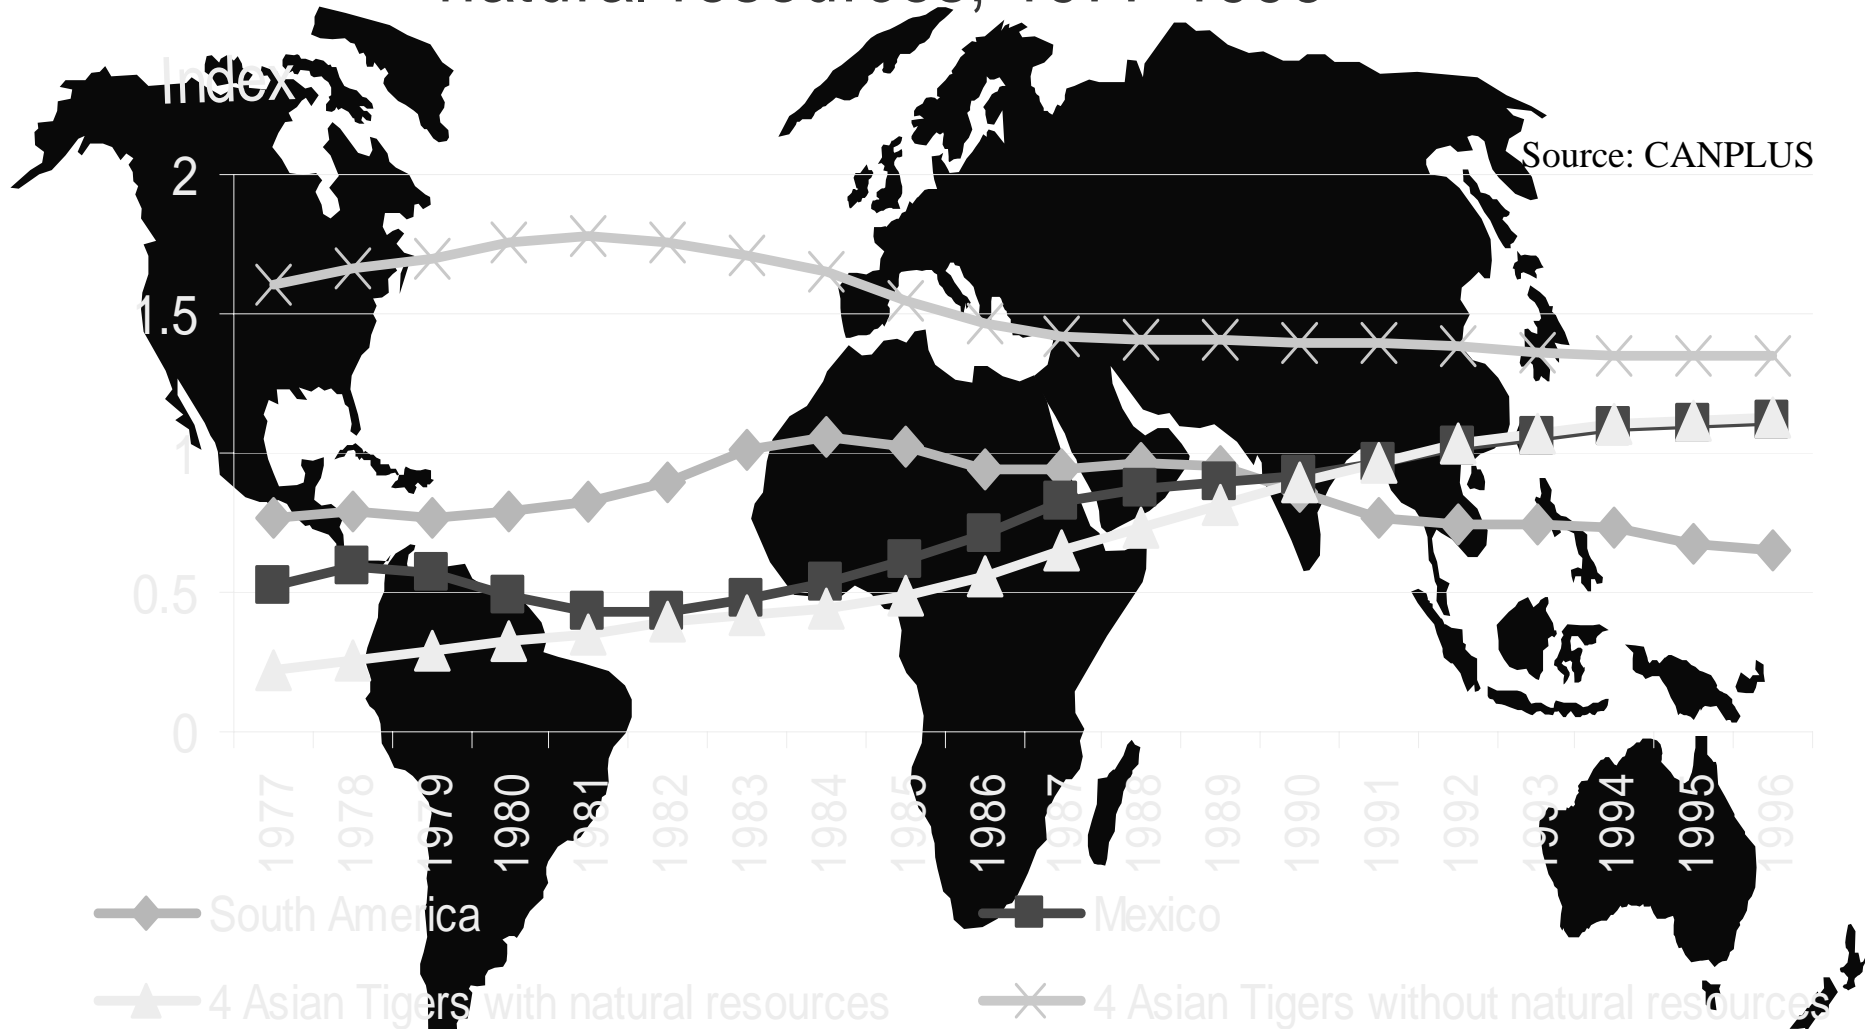 natural resources, 1977-1996
Index
Source: CANPLUS
2
1.5
1
0.5
0
1977 1978 1979 1980 1981 1982 1983 1984 1985 1986 1987 1988 1989 1990 1991 1992 1993 1994 1995 1996
South America Mexico
4 Asian Tigers with natural resources 4 Asian Tigers without natural resources